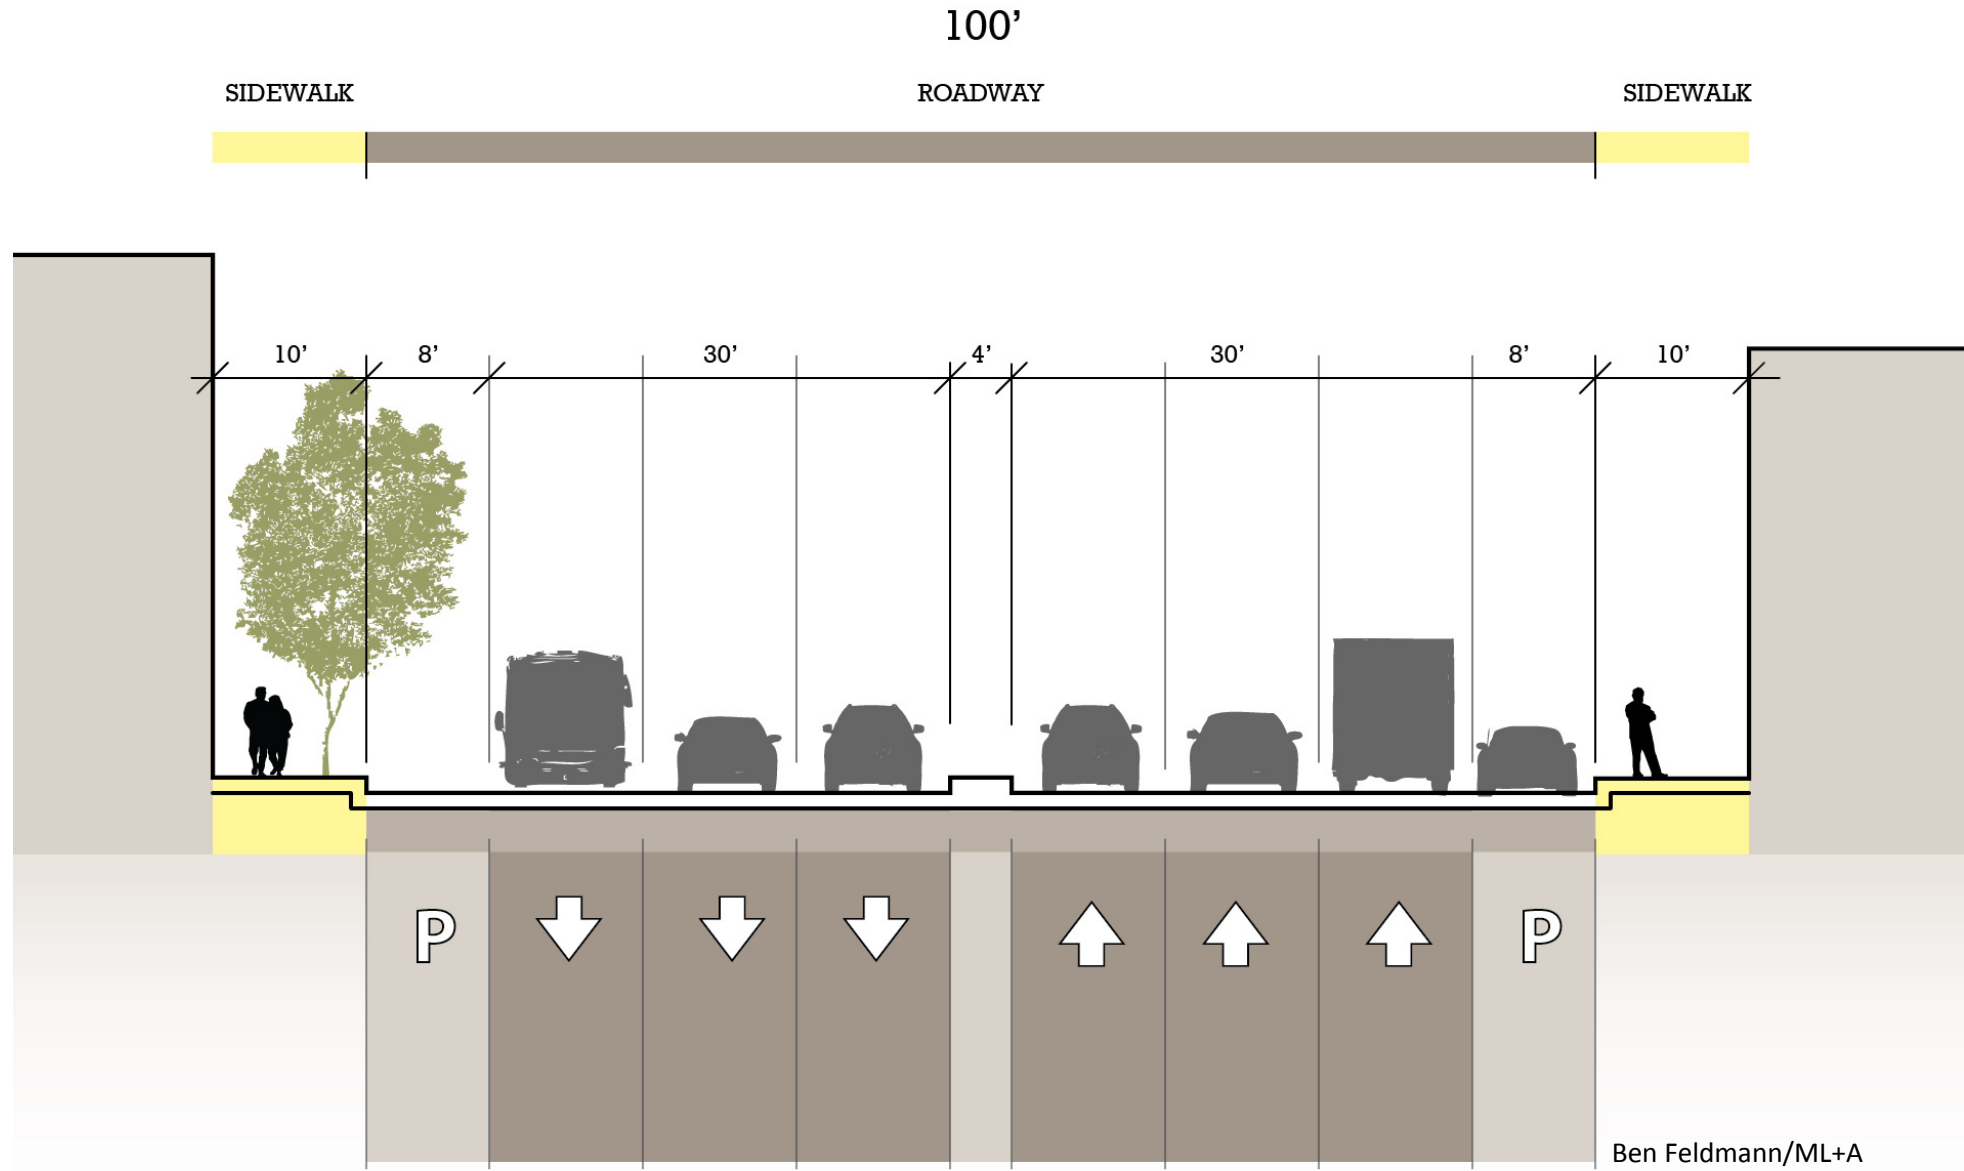 100’
SIDEWALK ROADWAY SIDEWALK
10’ 8’ 30’ 4’ 30’ 8’ 10’
P P
Ben Feldmann/ML+A